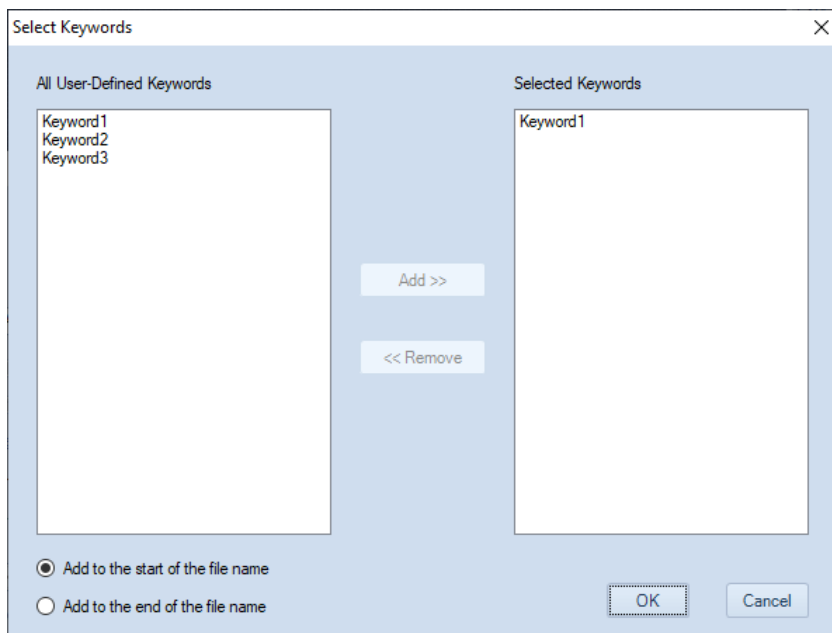 Select Keywords
All User-Defined Keywords
Selected Keywords
Keyword1
Keyword2
Keyword3
Keyword1
Add >>
<< Remove
Add to the start of the file name
Add to the end of the file name
OK
Cancel